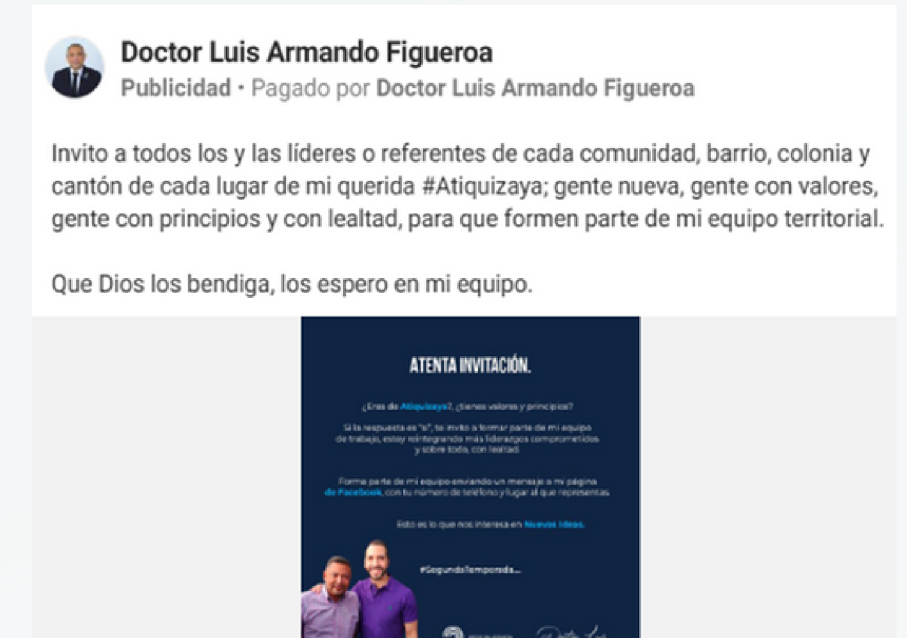 Doctor Luis Armando Figueroa
Publicidad • Pagado por Doctor Luis Armando Figueroa
Invito a todos los y las líderes o referentes de cada comunidad, barrio, colonia y
cantón de cada lugar de mi querida #Atiquizaya; gente nueva, gente con valores,
gente con principios y con lealtad, para que formen parte de mi equipo territorial.
Que Dios los bendiga, los espero en mi equipo.
ATENTA INVITACIÓN.
¿Eres de Atiquizaya?, ¿tienes valores y principios?
Si la respuesta es "si", te invito a formar parte de mi equipo
de trabajo, estoy reintegrando más liderazgos comprometidos
y sobre todo, con lealtad.
Forma parte de mi equipo enviando un mensaje a mi página
de Facebook, con tu número de teléfono y lugar al que representas.
Esto es lo que nos interesa en Nuevas Ideas.
#SegundaTemporada...